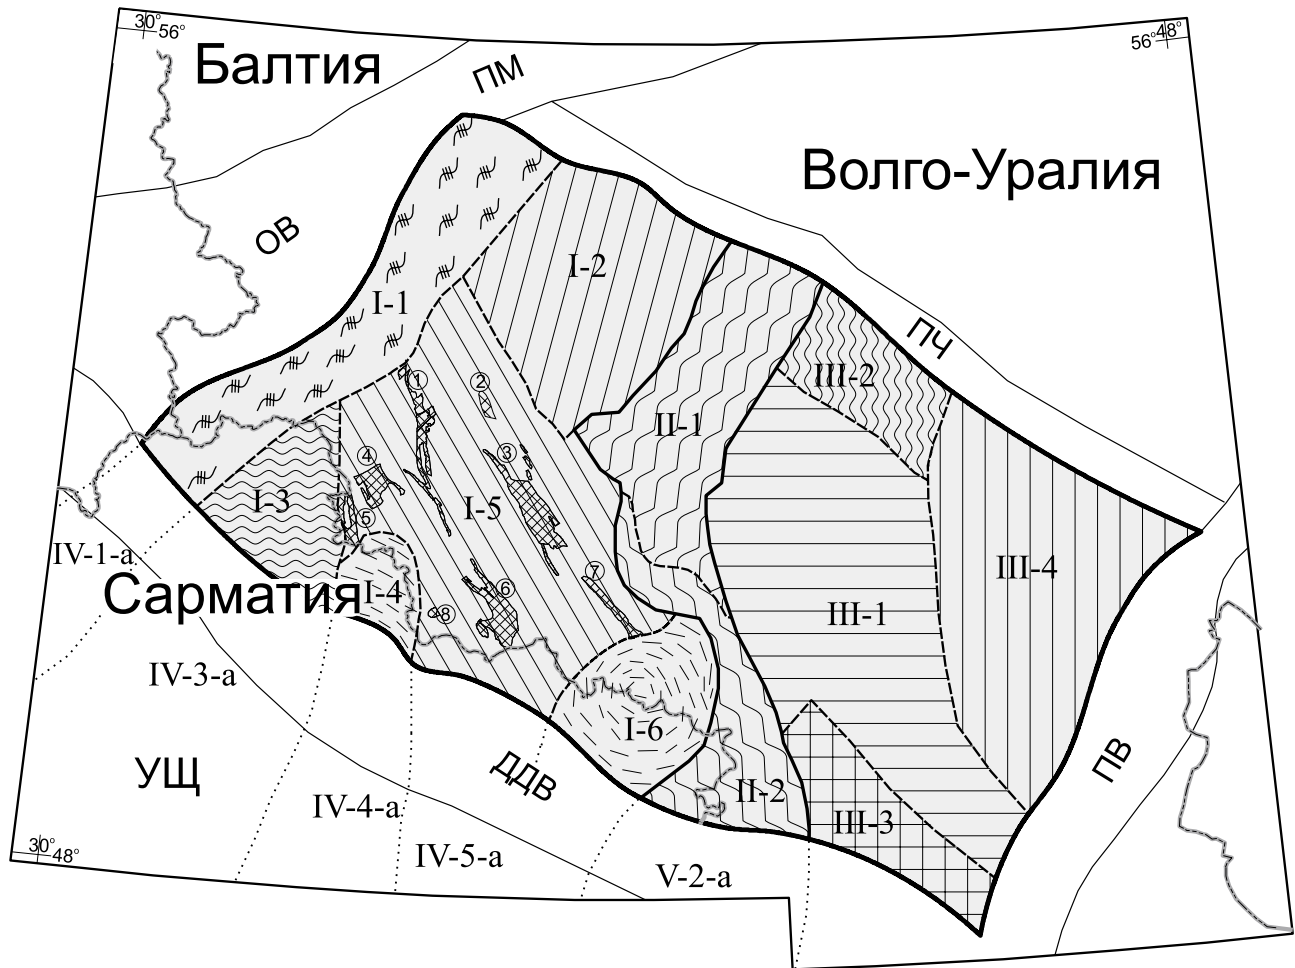 30°
56°
48°
56°
Балтия
ПМ
Волго-Уралия
ОВ
I-2
I-1
ПЧ
III-2
1
2
II-1
3
4
I-3
I-5
5
IV-1-a
III-4
7
Сарматия
I-4
6
8
III-1
IV-3-a
I-6
УЩ
ДДВ
ПВ
II-2
IV-4-a
III-3
30°
48°
IV-5-a
V-2-a